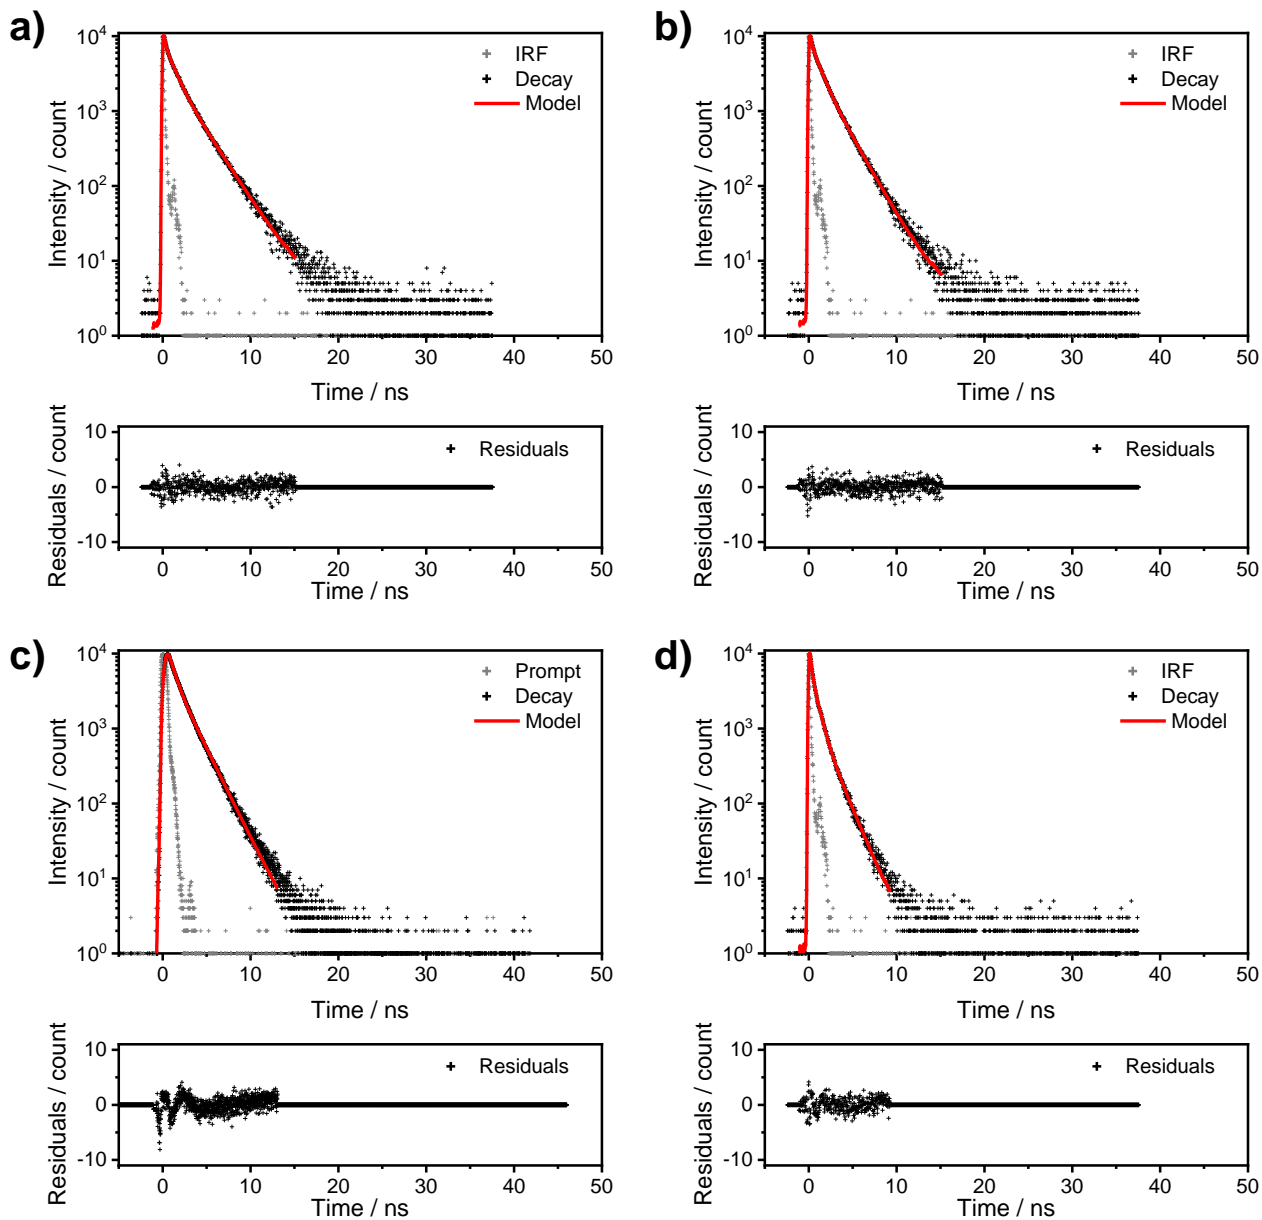 a)
10⁴
10³
10²
10¹
10⁰
Intensity / count
IRF
Decay
Model
0 10 20 30 40 50
Time / ns
10
0
-10
Residuals / count
Residuals
0 10 20 30 40 50
Time / ns
b)
10⁴
10³
10²
10¹
10⁰
Intensity / count
IRF
Decay
Model
0 10 20 30 40 50
Time / ns
10
0
-10
Residuals / count
Residuals
0 10 20 30 40 50
Time / ns
c)
10⁴
10³
10²
10¹
10⁰
Intensity / count
Prompt
Decay
Model
0 10 20 30 40 50
Time / ns
10
0
-10
Residuals / count
Residuals
0 10 20 30 40 50
Time / ns
d)
10⁴
10³
10²
10¹
10⁰
Intensity / count
IRF
Decay
Model
0 10 20 30 40 50
Time / ns
10
0
-10
Residuals / count
Residuals
0 10 20 30 40 50
Time / ns